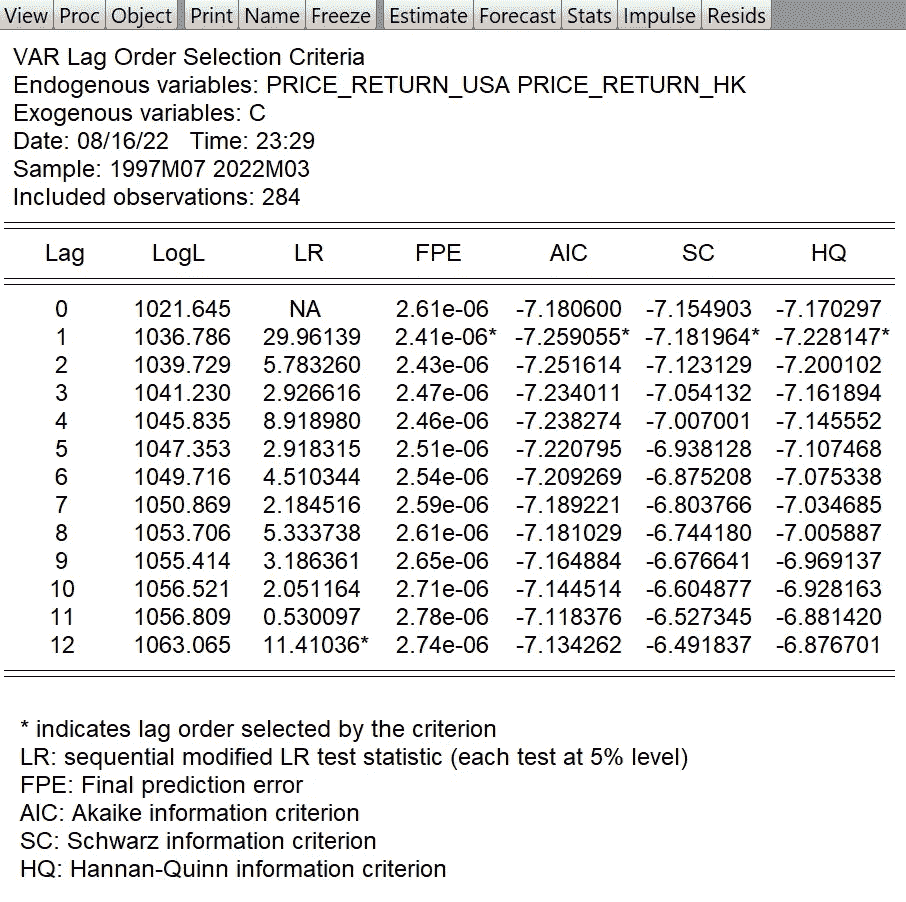 View Proc Object Print Name Freeze Estimate Forecast Stats Impulse Resids
VAR Lag Order Selection Criteria
Endogenous variables: PRICE_RETURN_USA PRICE_RETURN_HK
Exogenous variables: C
Date: 08/16/22 Time: 23:29
Sample: 1997M07 2022M03
Included observations: 284
Lag LogL LR FPE AIC SC HQ
0 1021.645 NA 2.61e-06 -7.180600 -7.154903 -7.170297
1 1036.786 29.96139 2.41e-06* -7.259055* -7.181964* -7.228147*
2 1039.729 5.783260 2.43e-06 -7.251614 -7.123129 -7.200102
3 1041.230 2.926616 2.47e-06 -7.234011 -7.054132 -7.161894
4 1045.835 8.918980 2.46e-06 -7.238274 -7.007001 -7.145552
5 1047.353 2.918315 2.51e-06 -7.220795 -6.938128 -7.107468
6 1049.716 4.510344 2.54e-06 -7.209269 -6.875208 -7.075338
7 1050.869 2.184516 2.59e-06 -7.189221 -6.803766 -7.034685
8 1053.706 5.333738 2.61e-06 -7.181029 -6.744180 -7.005887
9 1055.414 3.186361 2.65e-06 -7.164884 -6.676641 -6.969137
10 1056.521 2.051164 2.71e-06 -7.144514 -6.604877 -6.928163
11 1056.809 0.530097 2.78e-06 -7.118376 -6.527345 -6.881420
12 1063.065 11.41036* 2.74e-06 -7.134262 -6.491837 -6.876701
* indicates lag order selected by the criterion
LR: sequential modified LR test statistic (each test at 5% level)
FPE: Final prediction error
AIC: Akaike information criterion
SC: Schwarz information criterion
HQ: Hannan-Quinn information criterion